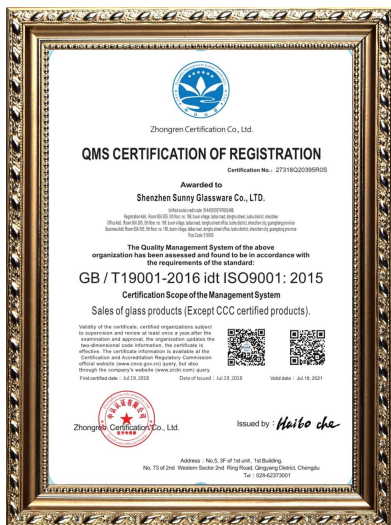 Zhongren Certification Co., Ltd.
QMS CERTIFICATION OF REGISTRATION
Certification No.: 27318Q20395R0S
Awarded to
Shenzhen Sunny Glassware Co., LTD.
The Quality Management System of the above
organization has been assessed and found to be in accordance with
the requirements of the standard:
GB / T19001-2016 idt ISO9001: 2015
Certification Scope of the Management System
Sales of glass products (Except CCC certified products).
Validity of the certificate, certified organizations subject
to supervision and review at least once a year,after the
examination and approval, the organization updates the
two-dimensional code information, the certificate is
effective. The certificate information is available at the
Certification and Accreditation Regulatory Commission
official website (www.cnca.gov.cn) query, but also
through the company's website (www.zrcln.com) query.
First certified date : Jul.19, 2018 Date of Issued : Jul.19, 2018 Valid date : Jul.18, 2021
Zhongren Certification Co., Ltd.
Issued by : Haibo che
Address : No.5, 3F of 1st unit , 1st Building,
No. 73 of 2nd Western Sector 2nd Ring Road, Qingyang District, Chengdu
Tel : 028-62373001